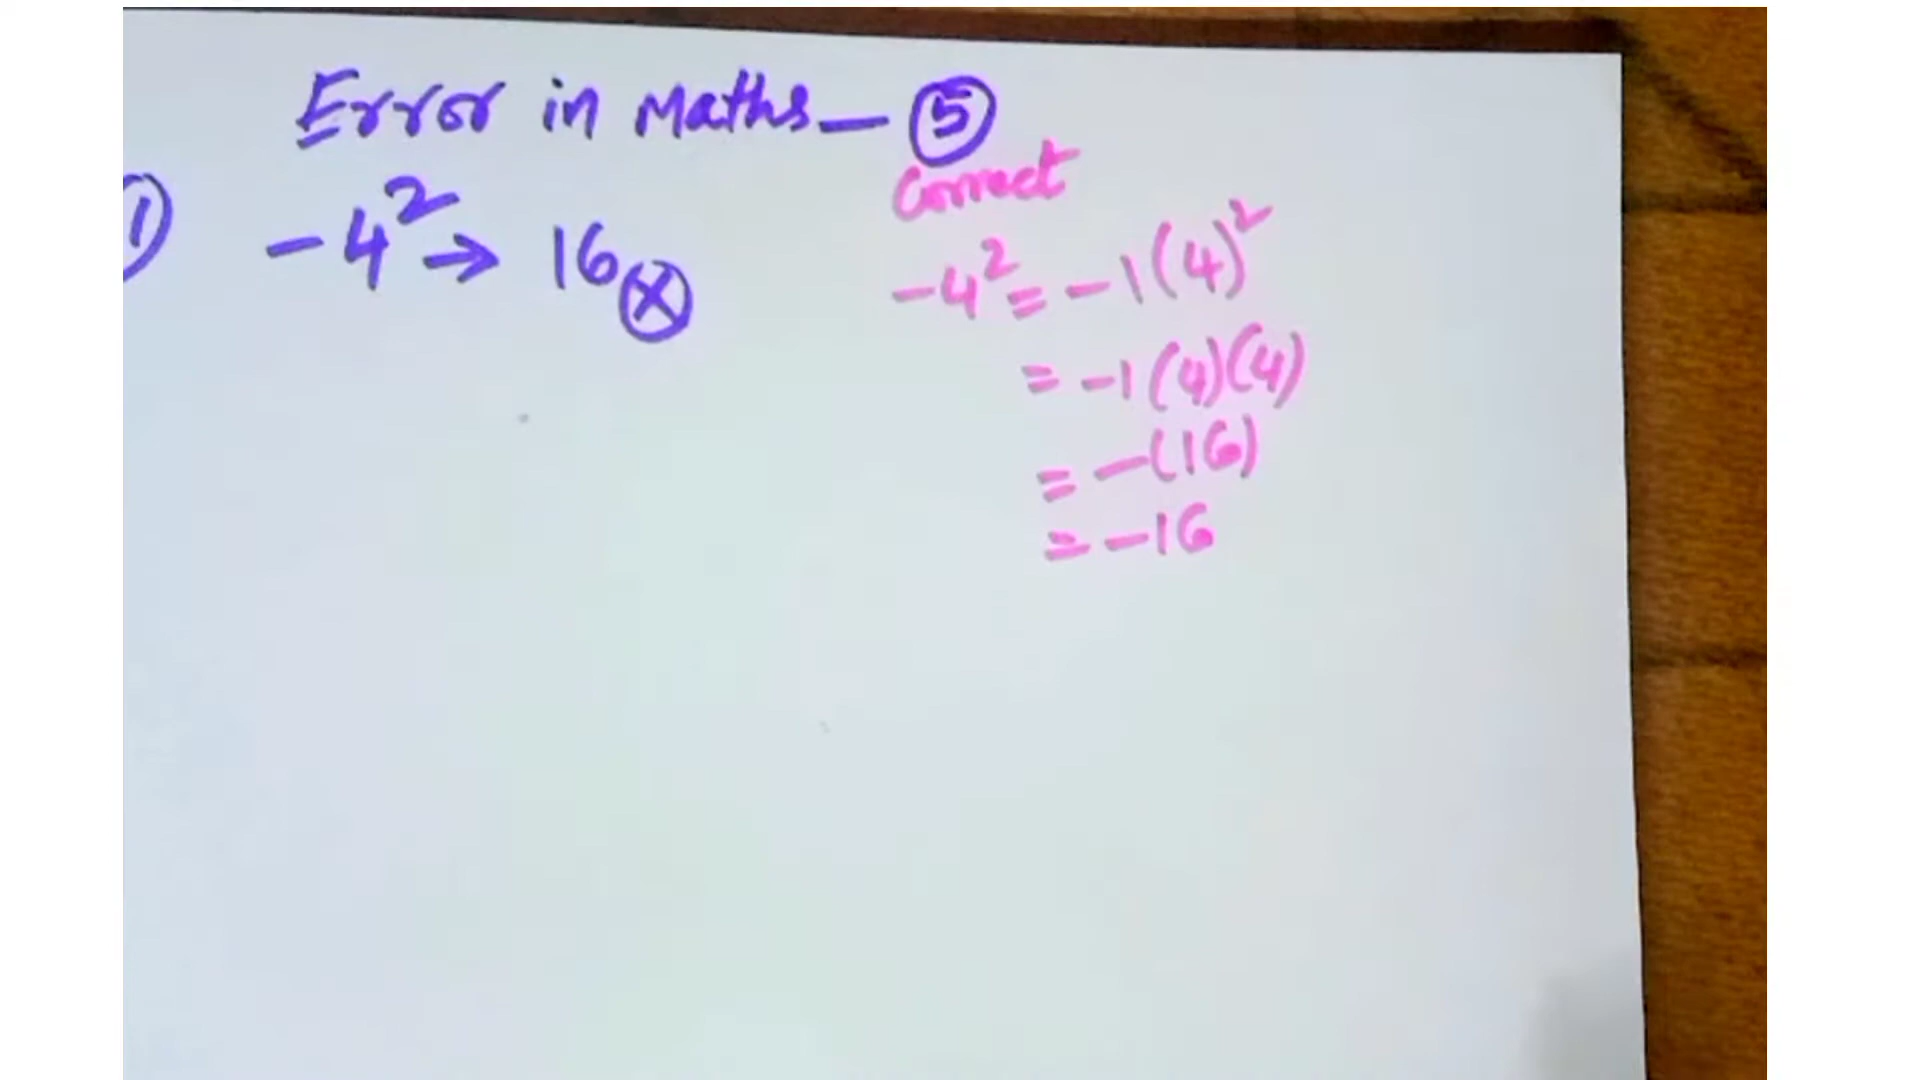 Error in Maths — ⑤
① -4² → 16 ⊗
Correct
-4² = -1(4)²
= -1(4)(4)
= -(16)
= -16